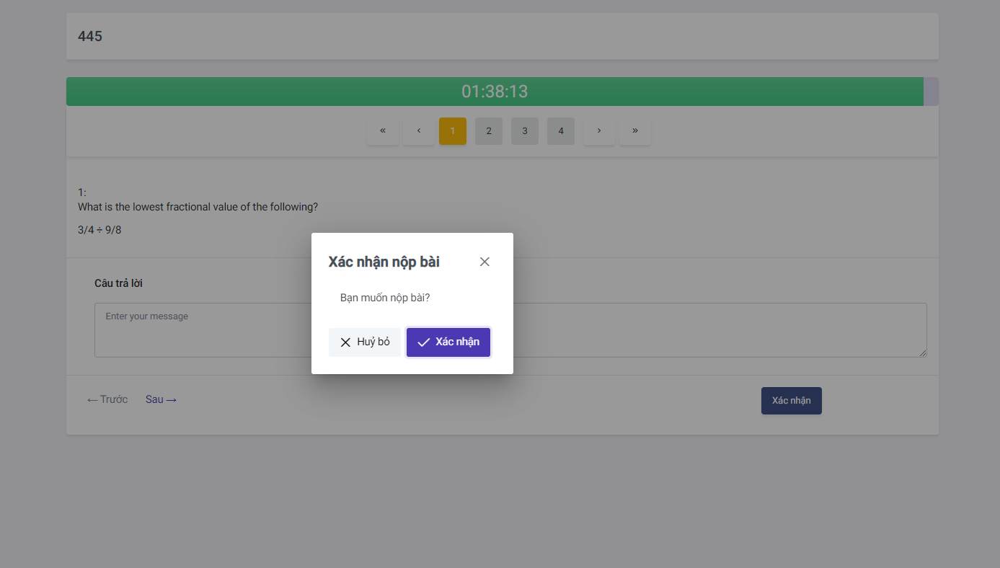 445
01:38:13
« ‹ 1 2 3 4 › »
1:
What is the lowest fractional value of the following?
3/4 ÷ 9/8
Xác nhận nộp bài
Bạn muốn nộp bài?
Huỷ bỏ Xác nhận
Câu trả lời
Enter your message
← Trước Sau → Xác nhận